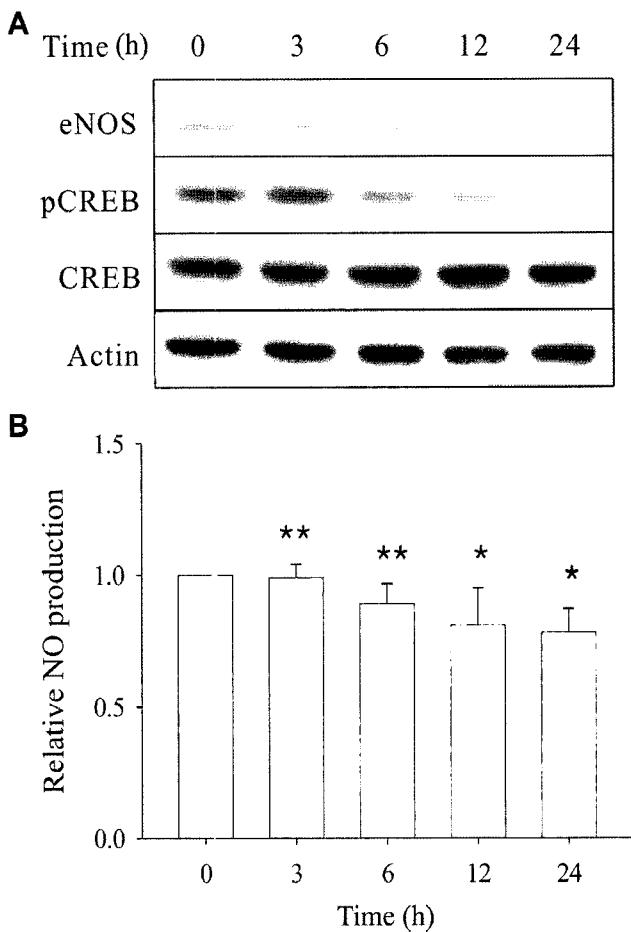 A
Time (h) 0 3 6 12 24
eNOS
pCREB
CREB
Actin
B
Relative NO production
1.5
1.0
0.5
0.0
** ** * *
0 3 6 12 24
Time (h)